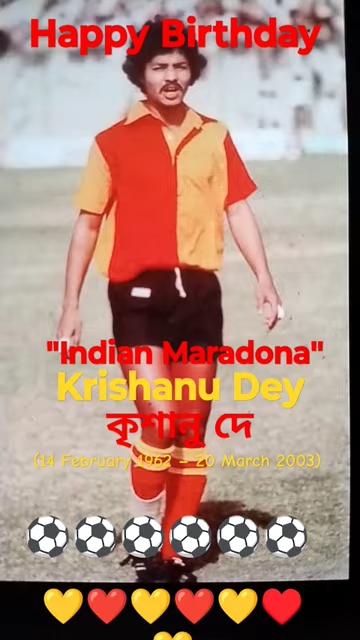 Happy Birthday
"Indian Maradona"
Krishanu Dey
কৃশানু দে
(14 February 1962 - 20 March 2003)